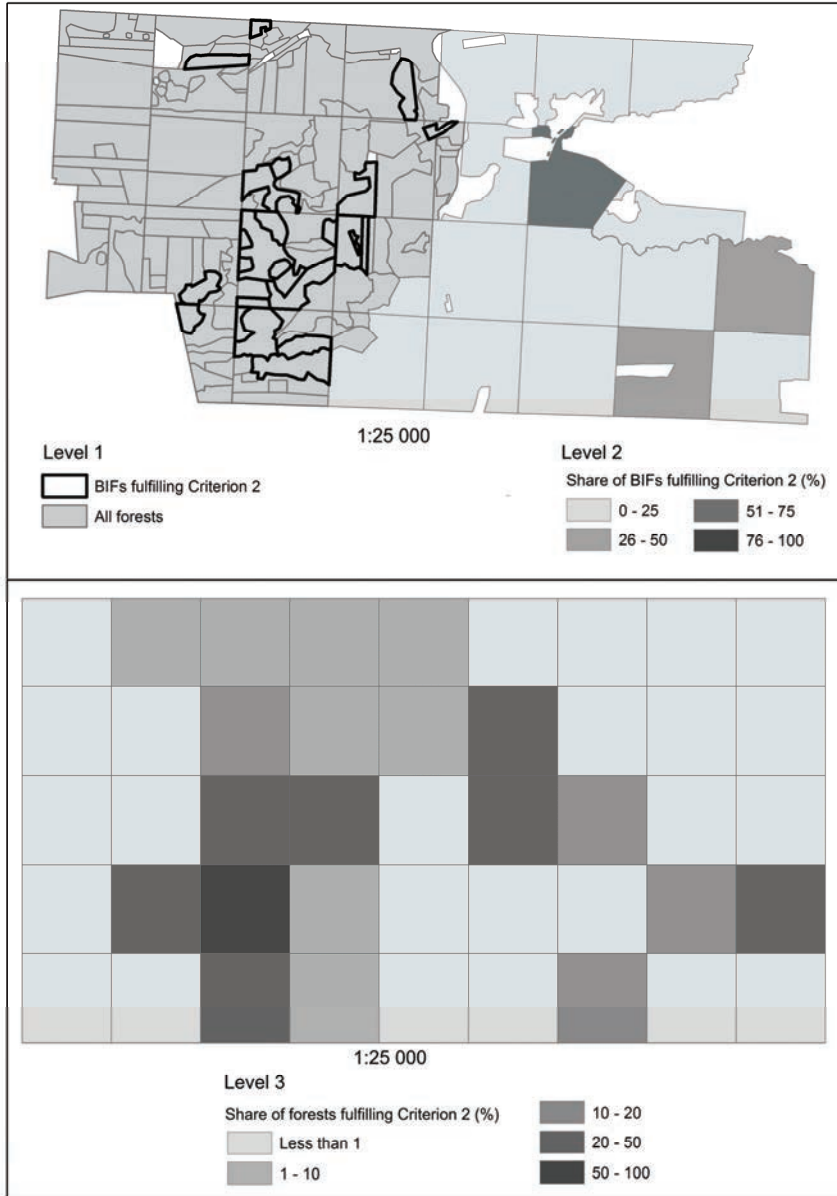 1:25 000
Level 1
BIFs fulfilling Criterion 2
All forests
Level 2
Share of BIFs fulfilling Criterion 2 (%)
0 - 25
26 - 50
51 - 75
76 - 100
1:25 000
Level 3
Share of forests fulfilling Criterion 2 (%)
Less than 1
1 - 10
10 - 20
20 - 50
50 - 100